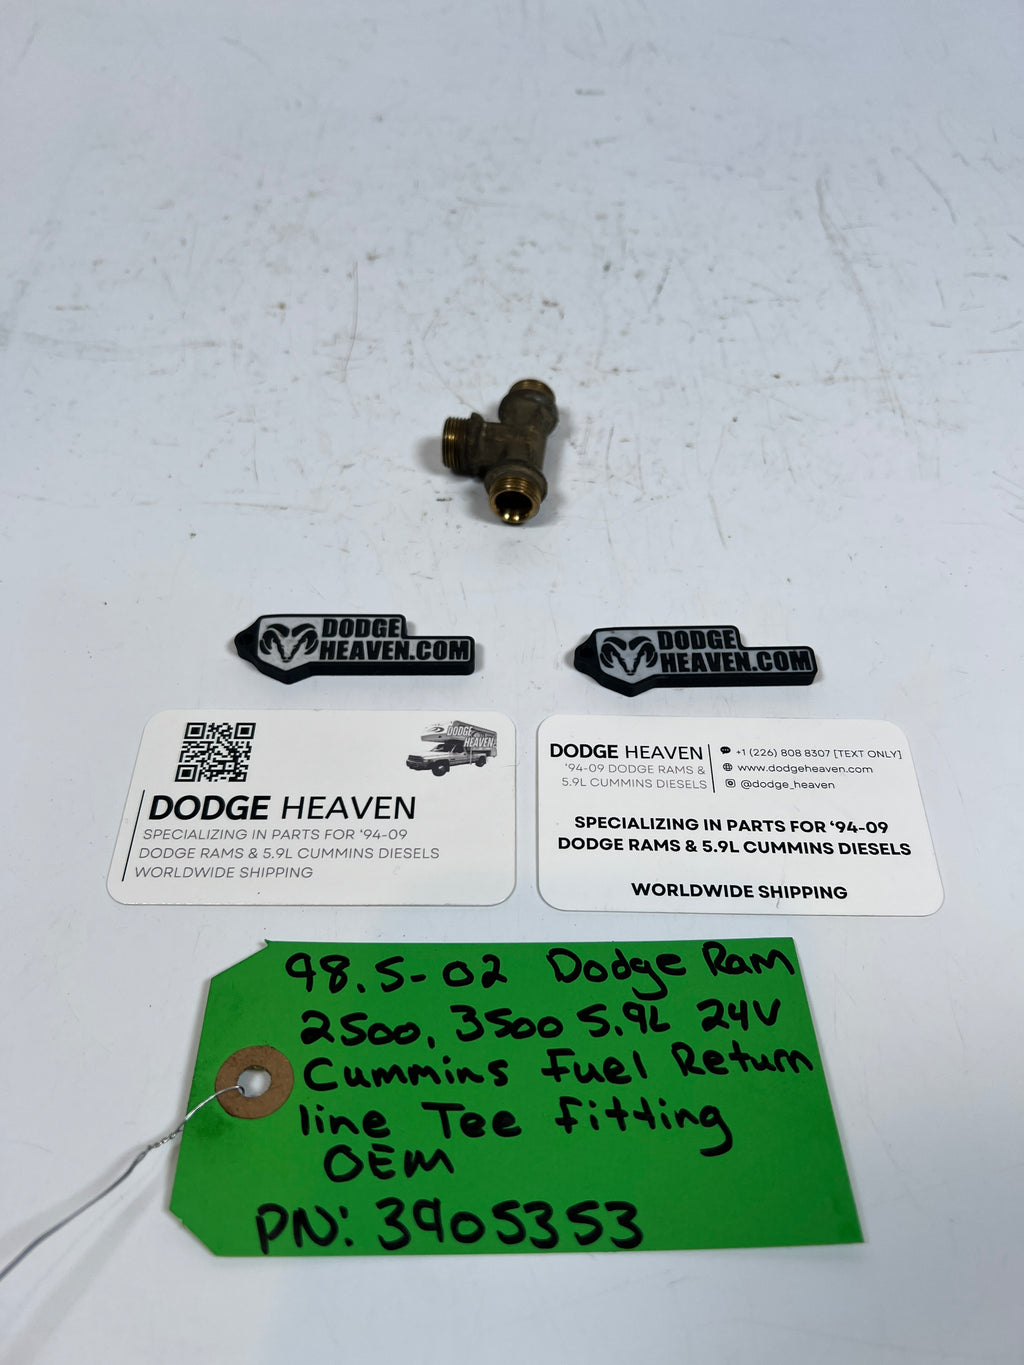 DODGE
HEAVEN.COM
DODGE
HEAVEN.COM
DODGE
HEAVEN
DODGE HEAVEN
SPECIALIZING IN PARTS FOR ‘94-09
DODGE RAMS & 5.9L CUMMINS DIESELS
WORLDWIDE SHIPPING
DODGE HEAVEN
‘94-09 DODGE RAMS &
5.9L CUMMINS DIESELS
+1 (226) 808 8307 [TEXT ONLY]
www.dodgeheaven.com
@dodge_heaven
SPECIALIZING IN PARTS FOR ‘94-09
DODGE RAMS & 5.9L CUMMINS DIESELS
WORLDWIDE SHIPPING
98.5-02 Dodge Ram
2500, 3500 5.9L 24V
Cummins Fuel Return
line Tee fitting
OEM
PN: 3905353